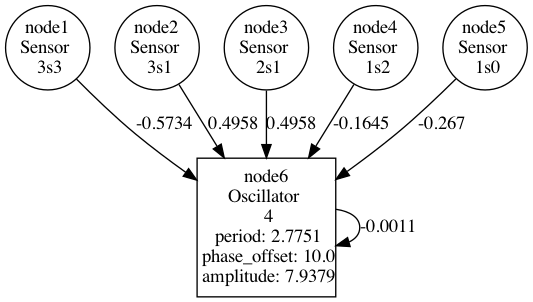 node1
Sensor
3s3
node2
Sensor
3s1
node3
Sensor
2s1
node4
Sensor
1s2
node5
Sensor
1s0
-0.5734
0.4958
0.4958
-0.1645
-0.267
node6
Oscillator
4
period: 2.7751
phase_offset: 10.0
amplitude: 7.9379
-0.0011